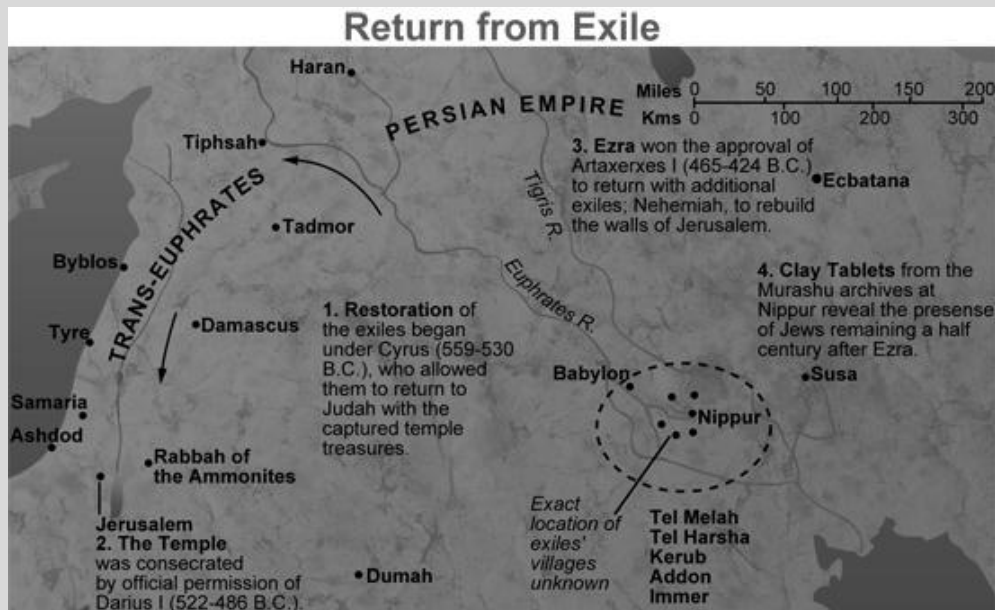 Return from Exile
Haran
Miles 0 50 100 150 200
Kms 0 100 200 300
PERSIAN EMPIRE
Tiphsah
3. Ezra won the approval of
Artaxerxes I (465-424 B.C.)
to return with additional
exiles; Nehemiah, to rebuild
the walls of Jerusalem.
Ecbatana
Tigris R.
TRANS-EUPHRATES
Tadmor
Byblos
Euphrates R.
4. Clay Tablets from the
Murashu archives at
Nippur reveal the presense
of Jews remaining a half
century after Ezra.
1. Restoration of
the exiles began
under Cyrus (559-530
B.C.), who allowed
them to return to
Judah with the
captured temple
treasures.
Damascus
Tyre
Babylon
Susa
Samaria
Nippur
Ashdod
Rabbah of
the Ammonites
Exact
location of
exiles'
villages
unknown
Tel Melah
Tel Harsha
Kerub
Addon
Immer
Jerusalem
2. The Temple
was consecrated
by official permission of
Darius I (522-486 B.C.).
Dumah